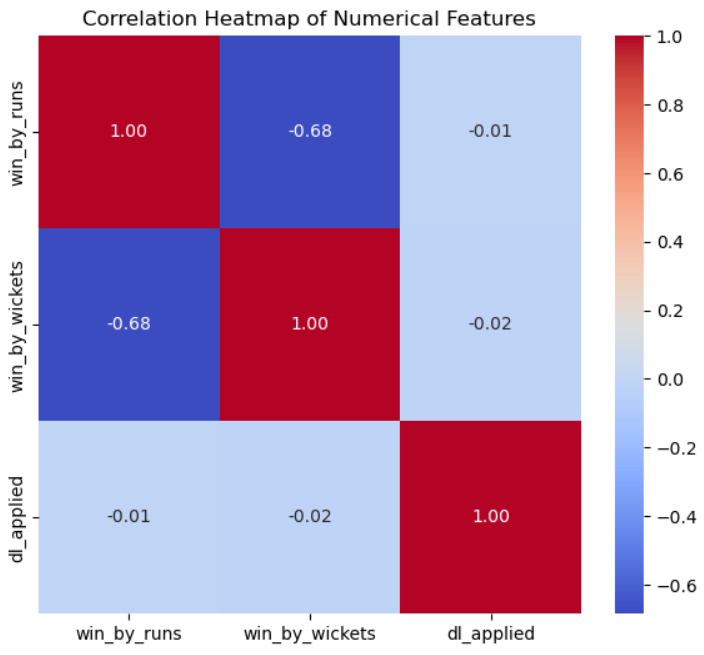 Correlation Heatmap of Numerical Features
win_by_runs
1.00
-0.68
-0.01
win_by_wickets
-0.68
1.00
-0.02
dl_applied
-0.01
-0.02
1.00
win_by_runs
win_by_wickets
dl_applied
1.0
0.8
0.6
0.4
0.2
0.0
−0.2
−0.4
−0.6